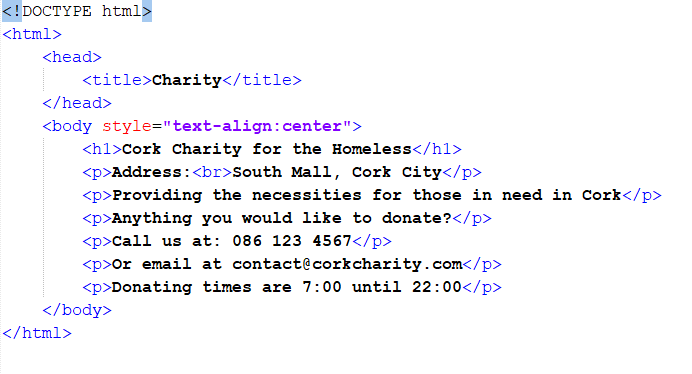 <!DOCTYPE html>
<html>
    <head>
        <title>Charity</title>
    </head>
    <body style="text-align:center">
        <h1>Cork Charity for the Homeless</h1>
        <p>Address:<br>South Mall, Cork City</p>
        <p>Providing the necessities for those in need in Cork</p>
        <p>Anything you would like to donate?</p>
        <p>Call us at: 086 123 4567</p>
        <p>Or email at contact@corkcharity.com</p>
        <p>Donating times are 7:00 until 22:00</p>
    </body>
</html>